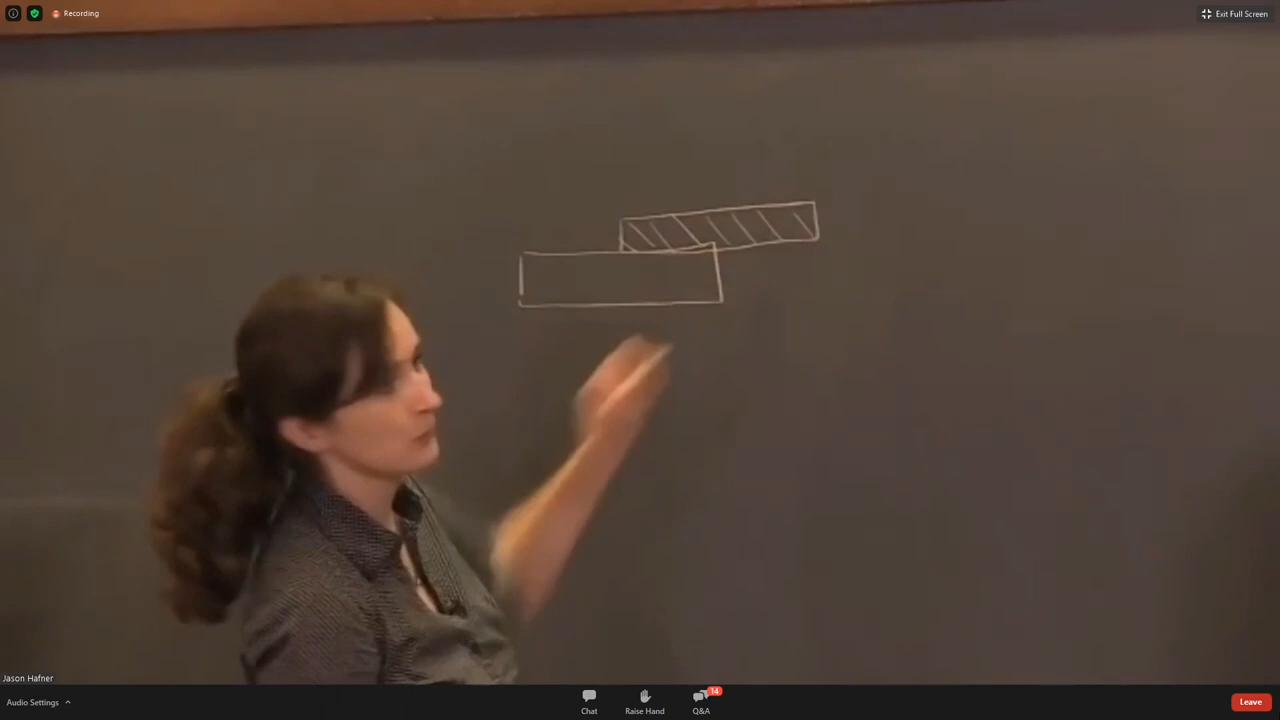 Recording
Exit Full Screen
Jason Hafner
Audio Settings
Chat
Raise Hand
14
Q&A
Leave